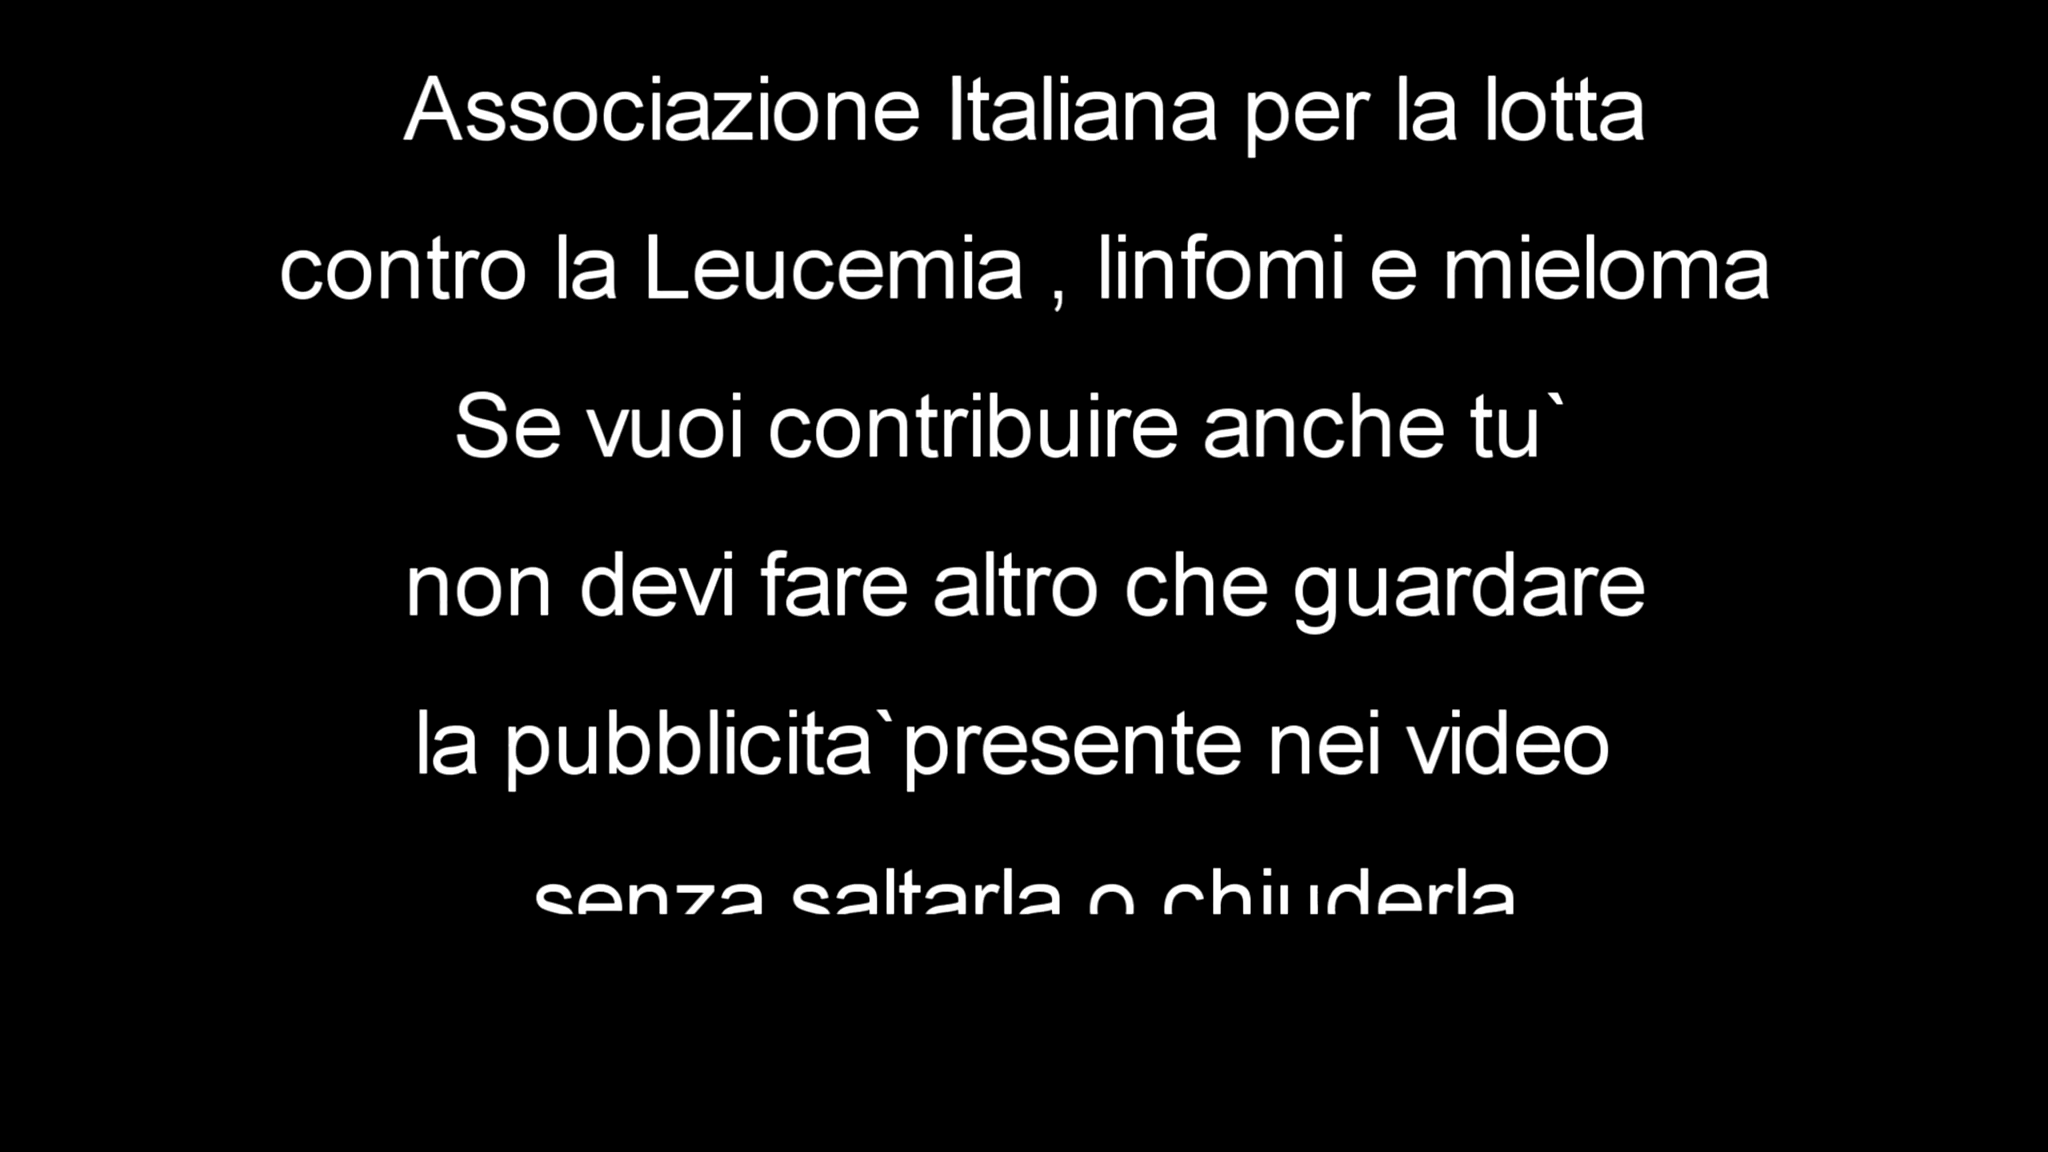 Associazione Italiana per la lotta
contro la Leucemia , linfomi e mieloma
Se vuoi contribuire anche tu`
non devi fare altro che guardare
la pubblicita`presente nei video
senza saltarla o chiuderla